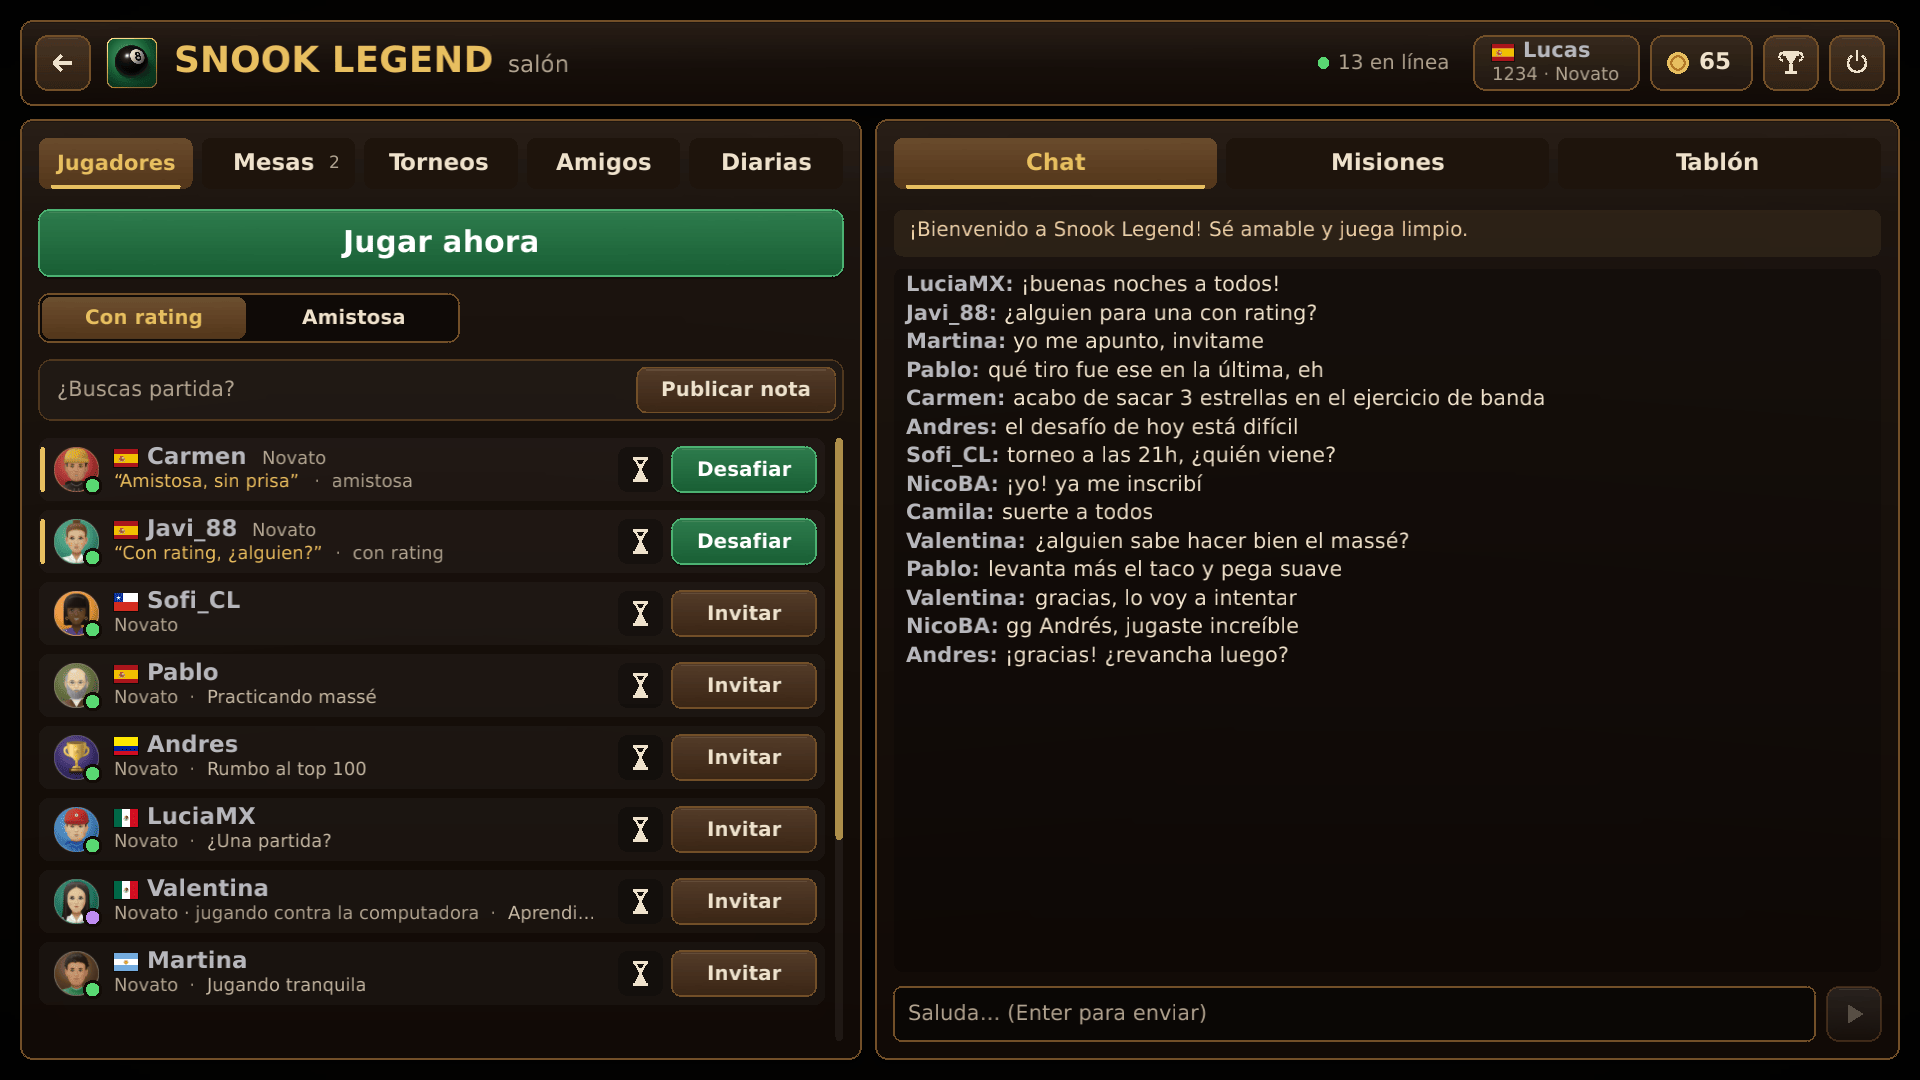 SNOOK LEGEND salón
13 en línea
Lucas
1234 · Novato
65
Jugadores
Mesas 2
Torneos
Amigos
Diarias
Jugar ahora
Con rating
Amistosa
¿Buscas partida?
Publicar nota
Carmen Novato
“Amistosa, sin prisa” · amistosa
Desafiar
Javi_88 Novato
“Con rating, ¿alguien?” · con rating
Desafiar
Sofi_CL
Novato
Invitar
Pablo
Novato · Practicando massé
Invitar
Andres
Novato · Rumbo al top 100
Invitar
LuciaMX
Novato · ¿Una partida?
Invitar
Valentina
Novato · jugando contra la computadora · Aprendi...
Invitar
Martina
Novato · Jugando tranquila
Invitar
Chat
Misiones
Tablón
¡Bienvenido a Snook Legend! Sé amable y juega limpio.
LuciaMX: ¡buenas noches a todos!
Javi_88: ¿alguien para una con rating?
Martina: yo me apunto, invitame
Pablo: qué tiro fue ese en la última, eh
Carmen: acabo de sacar 3 estrellas en el ejercicio de banda
Andres: el desafío de hoy está difícil
Sofi_CL: torneo a las 21h, ¿quién viene?
NicoBA: ¡yo! ya me inscribí
Camila: suerte a todos
Valentina: ¿alguien sabe hacer bien el massé?
Pablo: levanta más el taco y pega suave
Valentina: gracias, lo voy a intentar
NicoBA: gg Andrés, jugaste increíble
Andres: ¡gracias! ¿revancha luego?
Saluda... (Enter para enviar)